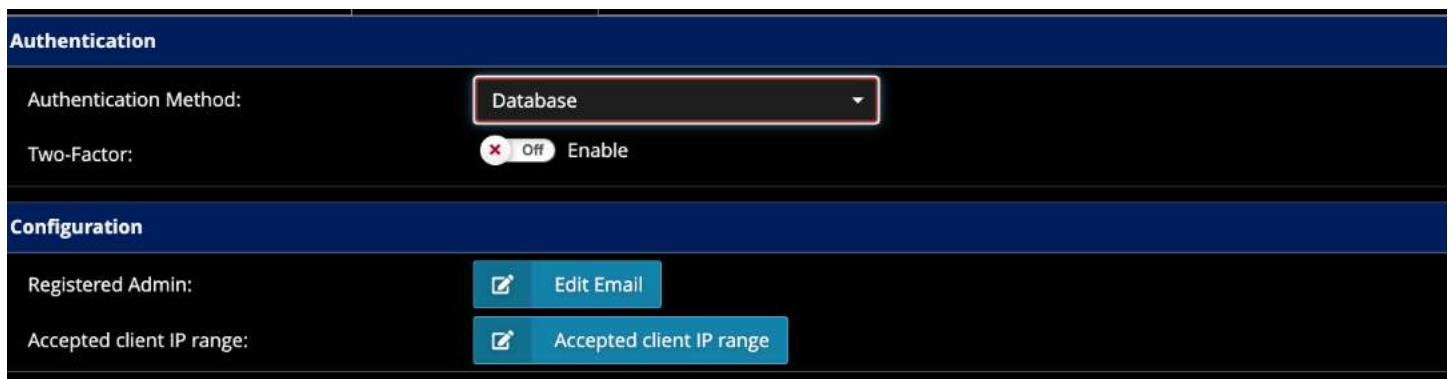 Authentication
Authentication Method:
Database
Two-Factor:
Off Enable
Configuration
Registered Admin:
Edit Email
Accepted client IP range:
Accepted client IP range